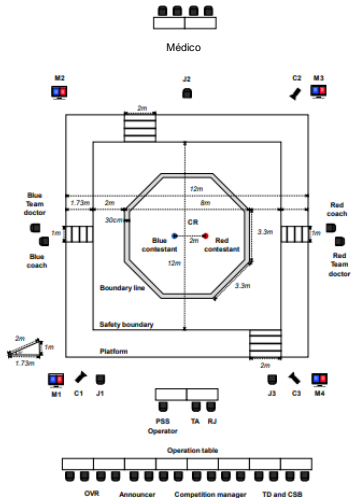 Médico
M2
J2
C2
M3
2m
12m
1.73m
2m
8m
Blue
Team
doctor
Red
coach
30cm
CR
3.3m
1m
1m
Blue
contestant
2m
Red
contestant
Blue
coach
Red
Team
doctor
12m
3.3m
Boundary line
Safety boundary
2m
1m
1.73m
Platform
2m
M1
C1
J1
J3
C3
M4
PSS
Operator
TA
RJ
Operation table
OVR
Announcer
Competition manager
TD and CSB